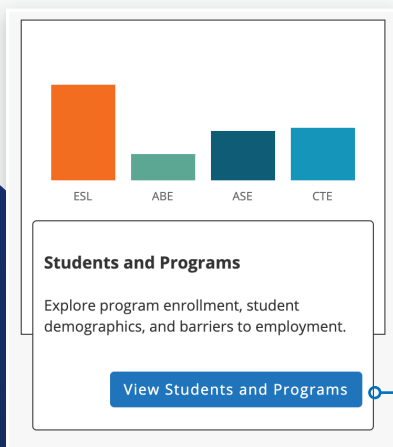 ESL ABE ASE CTE
Students and Programs
Explore program enrollment, student
demographics, and barriers to employment.
View Students and Programs